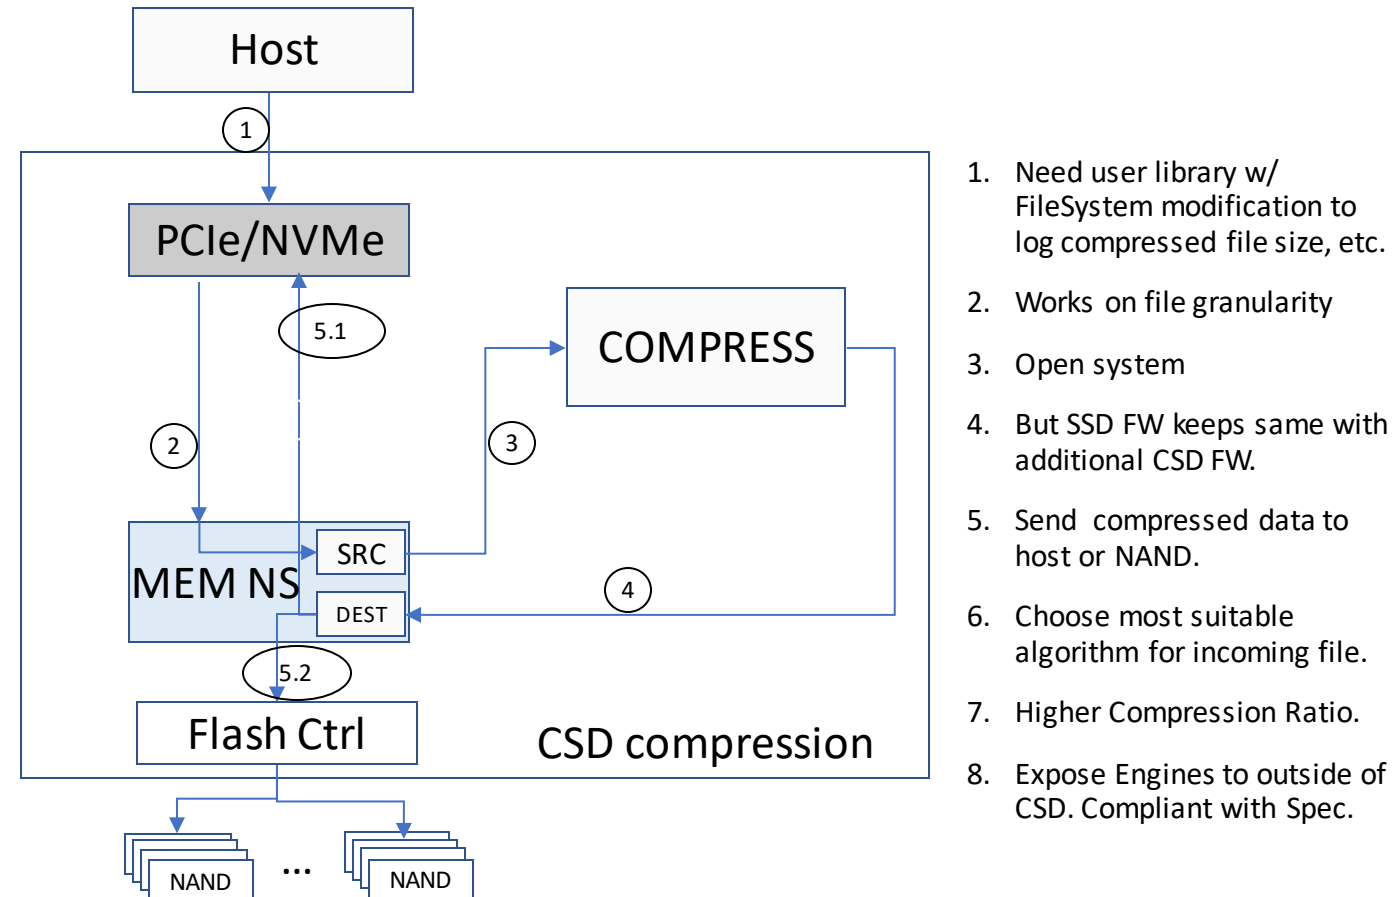 Host
1
PCIe/NVMe
5.1
COMPRESS
2
3
SRC
MEM NS
4
DEST
5.2
Flash Ctrl
CSD compression
NAND
...
NAND
1. Need user library w/
FileSystem modification to
log compressed file size, etc.
2. Works on file granularity
3. Open system
4. But SSD FW keeps same with
additional CSD FW.
5. Send compressed data to
host or NAND.
6. Choose most suitable
algorithm for incoming file.
7. Higher Compression Ratio.
8. Expose Engines to outside of
CSD. Compliant with Spec.